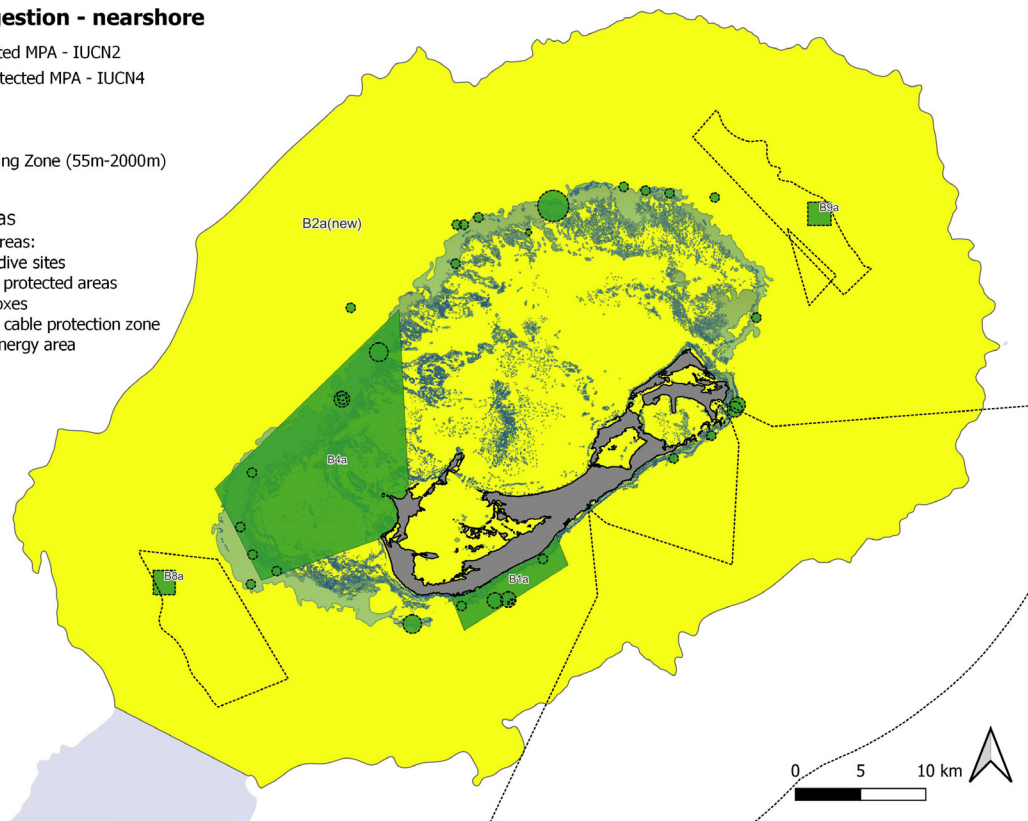 gestion - nearshore
ted MPA - IUCN2
tected MPA - IUCN4
ing Zone (55m-2000m)
as
reas:
dive sites
protected areas
oxes
cable protection zone
nergy area
B2a(new)
B9a
B4a
B8a
B1a
0 5 10 km